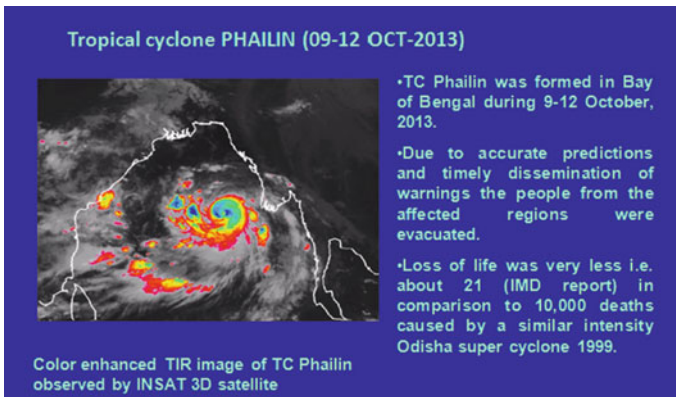 Tropical cyclone PHAILIN (09-12 OCT-2013)
•TC Phailin was formed in Bay
of Bengal during 9-12 October,
2013.
•Due to accurate predictions
and timely dissemination of
warnings the people from the
affected regions were
evacuated.
•Loss of life was very less i.e.
about 21 (IMD report) in
comparison to 10,000 deaths
caused by a similar intensity
Odisha super cyclone 1999.
Color enhanced TIR image of TC Phailin
observed by INSAT 3D satellite